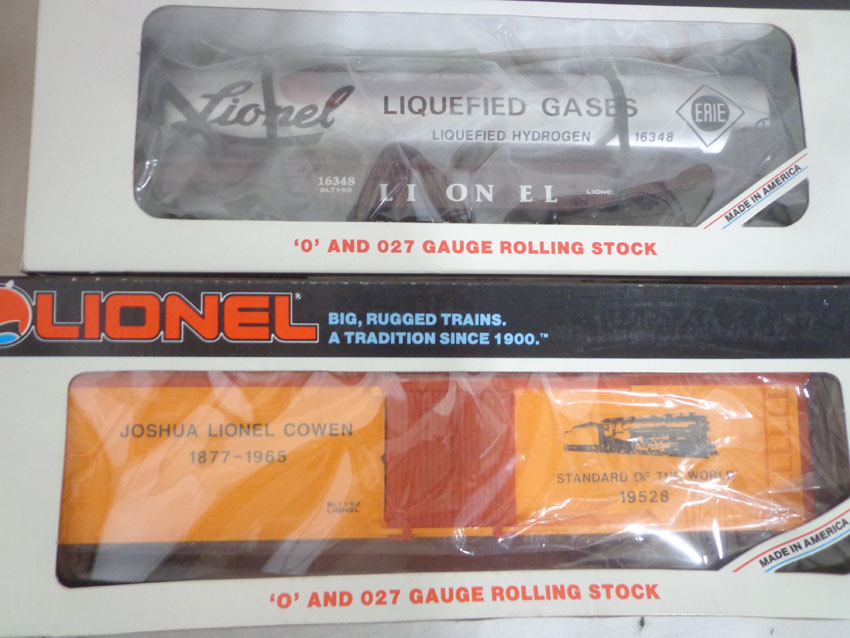 Lionel
LIQUEFIED GASES
ERIE
LIQUEFIED HYDROGEN 16348
16348
BLT 1-92
LIONEL
LIONEL
MADE IN AMERICA
'O' AND 027 GAUGE ROLLING STOCK
LIONEL®
BIG, RUGGED TRAINS.
A TRADITION SINCE 1900.™
JOSHUA LIONEL COWEN
1877-1965
BLT 1-92
LIONEL
"STANDARD OF THE WORLD"
19528
MADE IN AMERICA
'O' AND 027 GAUGE ROLLING STOCK